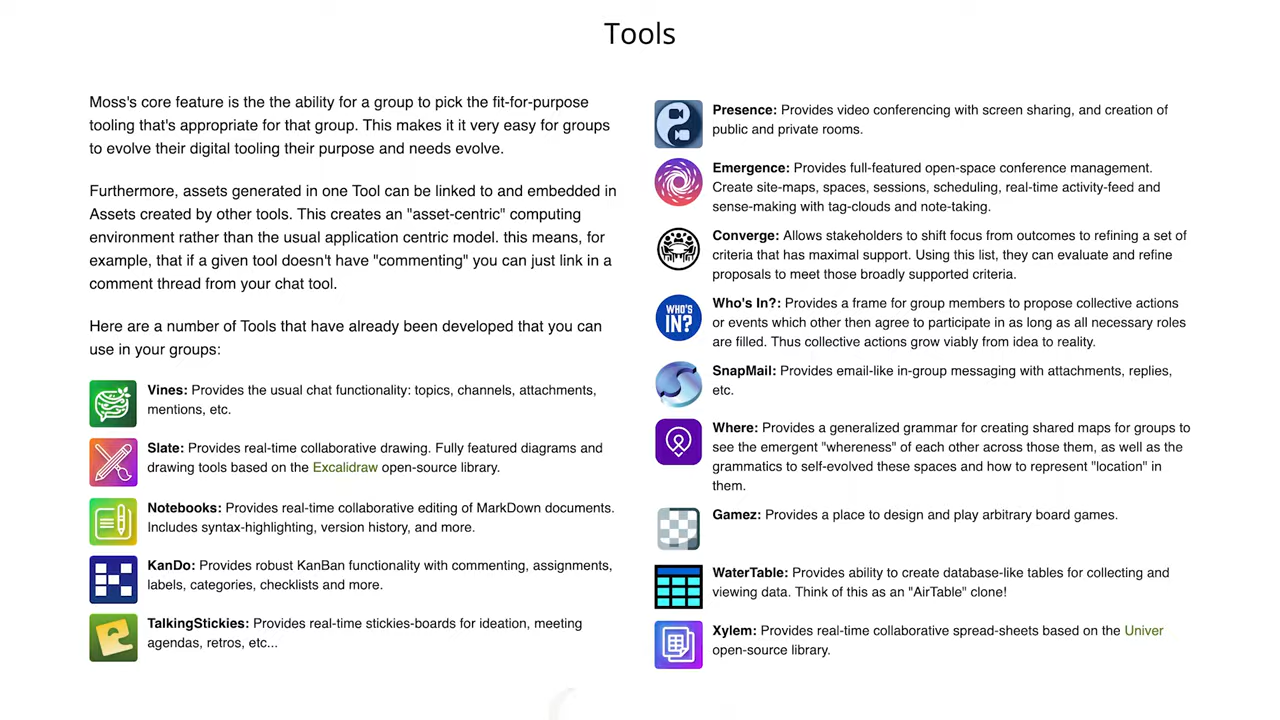 Tools
Moss's core feature is the the ability for a group to pick the fit-for-purpose
tooling that's appropriate for that group. This makes it it very easy for groups
to evolve their digital tooling their purpose and needs evolve.
Furthermore, assets generated in one Tool can be linked to and embedded in
Assets created by other tools. This creates an "asset-centric" computing
environment rather than the usual application centric model. this means, for
example, that if a given tool doesn't have "commenting" you can just link in a
comment thread from your chat tool.
Here are a number of Tools that have already been developed that you can
use in your groups:
Vines: Provides the usual chat functionality: topics, channels, attachments,
mentions, etc.
Slate: Provides real-time collaborative drawing. Fully featured diagrams and
drawing tools based on the Excalidraw open-source library.
Notebooks: Provides real-time collaborative editing of MarkDown documents.
Includes syntax-highlighting, version history, and more.
KanDo: Provides robust KanBan functionality with commenting, assignments,
labels, categories, checklists and more.
TalkingStickies: Provides real-time stickies-boards for ideation, meeting
agendas, retros, etc...
Presence: Provides video conferencing with screen sharing, and creation of
public and private rooms.
Emergence: Provides full-featured open-space conference management.
Create site-maps, spaces, sessions, scheduling, real-time activity-feed and
sense-making with tag-clouds and note-taking.
Converge: Allows stakeholders to shift focus from outcomes to refining a set of
criteria that has maximal support. Using this list, they can evaluate and refine
proposals to meet those broadly supported criteria.
WHO'S
IN?
Who's In?: Provides a frame for group members to propose collective actions
or events which other then agree to participate in as long as all necessary roles
are filled. Thus collective actions grow viably from idea to reality.
SnapMail: Provides email-like in-group messaging with attachments, replies,
etc.
Where: Provides a generalized grammar for creating shared maps for groups to
see the emergent "whereness" of each other across those them, as well as the
grammatics to self-evolved these spaces and how to represent "location" in
them.
Gamez: Provides a place to design and play arbitrary board games.
WaterTable: Provides ability to create database-like tables for collecting and
viewing data. Think of this as an "AirTable" clone!
Xylem: Provides real-time collaborative spread-sheets based on the Univer
open-source library.